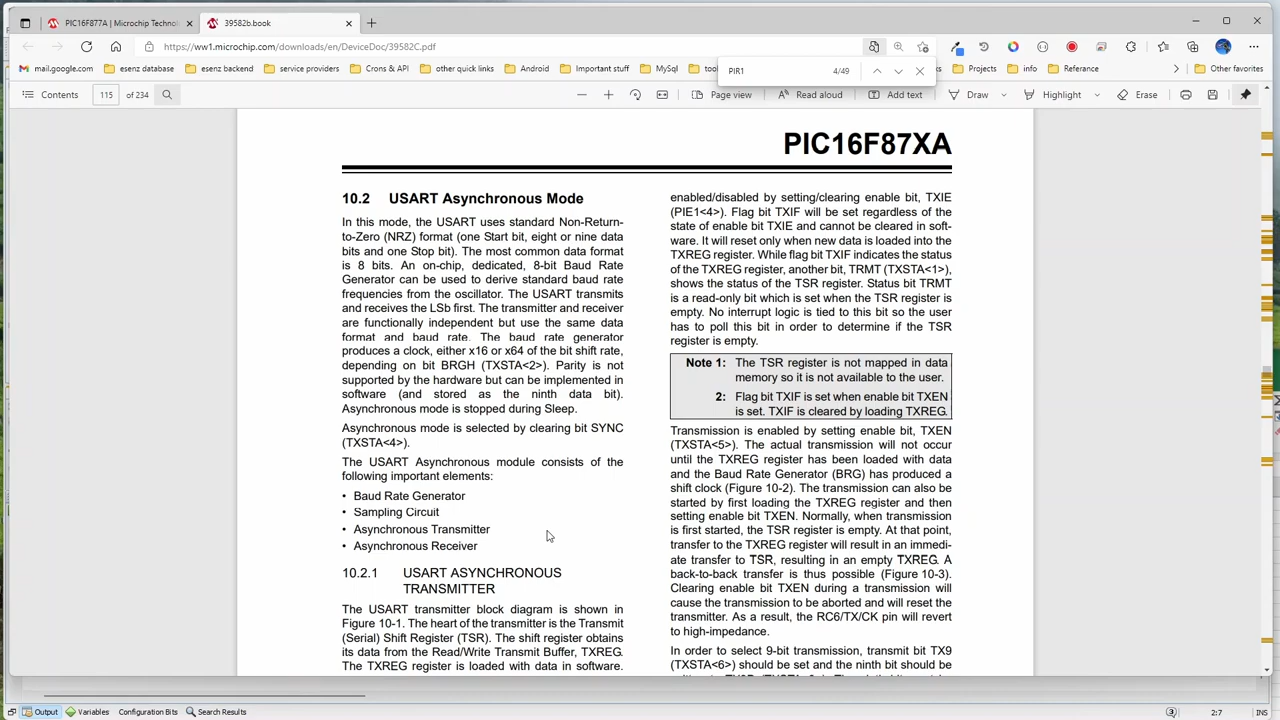 PIC16F877A | Microchip Technol
39582b.book
https://ww1.microchip.com/downloads/en/DeviceDoc/39582C.pdf
PIR1
4/49
mail.google.com
esenz database
esenz backend
Crons & API
other quick links
Android
Important stuff
MySql
Projects
info
Reference
Other favorites
Contents
115
of 234
Page view
Read aloud
Add text
Draw
Highlight
Erase
PIC16F87XA
10.2 USART Asynchronous Mode
In this mode, the USART uses standard Non-Return-
to-Zero (NRZ) format (one Start bit, eight or nine data
bits and one Stop bit). The most common data format
is 8 bits. An on-chip, dedicated, 8-bit Baud Rate
Generator can be used to derive standard baud rate
frequencies from the oscillator. The USART transmits
and receives the LSb first. The transmitter and receiver
are functionally independent but use the same data
format and baud rate. The baud rate generator
produces a clock, either x16 or x64 of the bit shift rate,
depending on bit BRGH (TXSTA<2>). Parity is not
supported by the hardware but can be implemented in
software (and stored as the ninth data bit).
Asynchronous mode is stopped during Sleep.
Asynchronous mode is selected by clearing bit SYNC
(TXSTA<4>).
The USART Asynchronous module consists of the
following important elements:
• Baud Rate Generator
• Sampling Circuit
• Asynchronous Transmitter
• Asynchronous Receiver
10.2.1 USART ASYNCHRONOUS
TRANSMITTER
The USART transmitter block diagram is shown in
Figure 10-1. The heart of the transmitter is the Transmit
(Serial) Shift Register (TSR). The shift register obtains
its data from the Read/Write Transmit Buffer, TXREG.
The TXREG register is loaded with data in software.
enabled/disabled by setting/clearing enable bit, TXIE
(PIE1<4>). Flag bit TXIF will be set regardless of the
state of enable bit TXIE and cannot be cleared in soft-
ware. It will reset only when new data is loaded into the
TXREG register. While flag bit TXIF indicates the status
of the TXREG register, another bit, TRMT (TXSTA<1>),
shows the status of the TSR register. Status bit TRMT
is a read-only bit which is set when the TSR register is
empty. No interrupt logic is tied to this bit so the user
has to poll this bit in order to determine if the TSR
register is empty.
Note 1: The TSR register is not mapped in data
memory so it is not available to the user.
2: Flag bit TXIF is set when enable bit TXEN
is set. TXIF is cleared by loading TXREG.
Transmission is enabled by setting enable bit, TXEN
(TXSTA<5>). The actual transmission will not occur
until the TXREG register has been loaded with data
and the Baud Rate Generator (BRG) has produced a
shift clock (Figure 10-2). The transmission can also be
started by first loading the TXREG register and then
setting enable bit TXEN. Normally, when transmission
is first started, the TSR register is empty. At that point,
transfer to the TXREG register will result in an immedi-
ate transfer to TSR, resulting in an empty TXREG. A
back-to-back transfer is thus possible (Figure 10-3).
Clearing enable bit TXEN during a transmission will
cause the transmission to be aborted and will reset the
transmitter. As a result, the RC6/TX/CK pin will revert
to high-impedance.
In order to select 9-bit transmission, transmit bit TX9
(TXSTA<6>) should be set and the ninth bit should be
Output
Variables
Configuration Bits
Search Results
3
2:7
INS